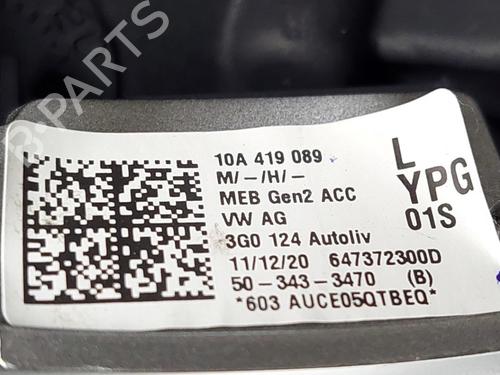 B-PARTS
10A 419 089
M/-/H/-
MEB Gen2 ACC
VW AG
3G0 124 Autoliv
11/12/20 647372300D
50-343-3470 (B)
*603 AUCE05QTBEQ*
L
YPG
01S